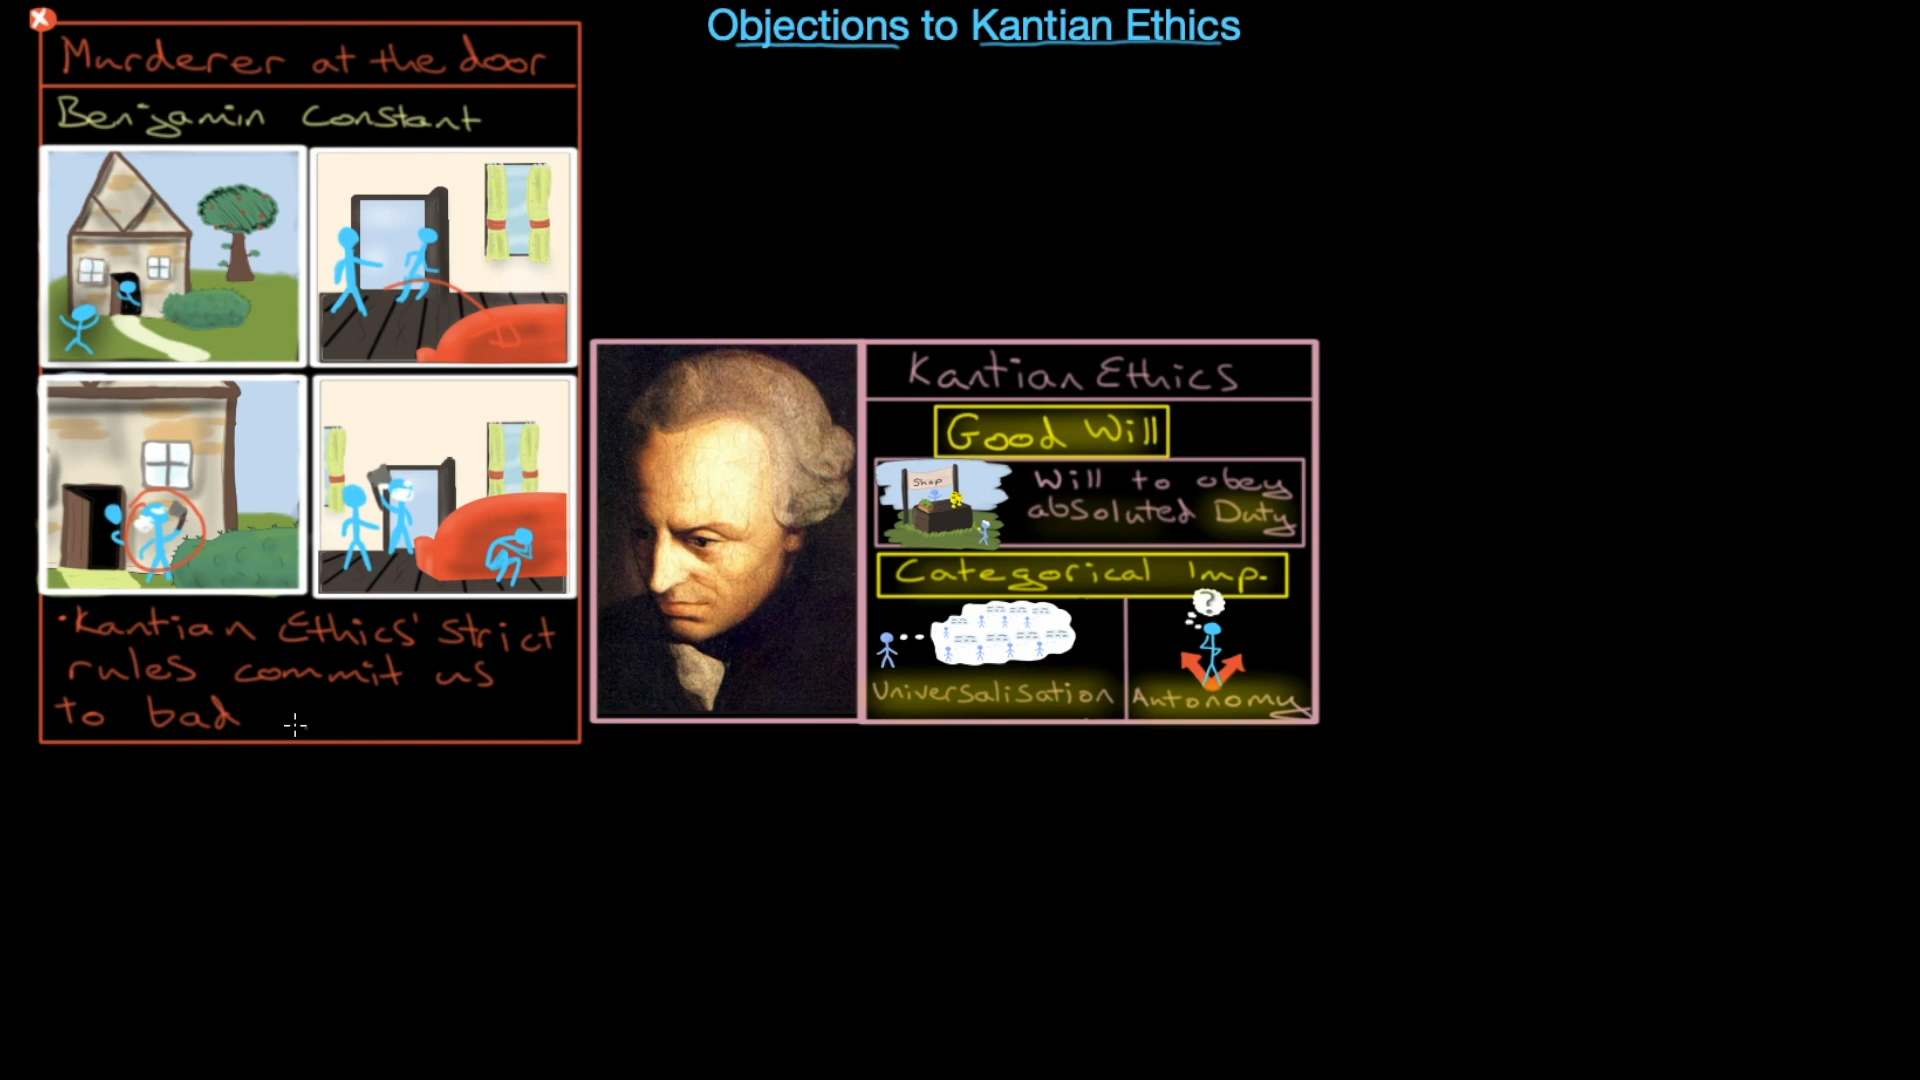 Objections to Kantian Ethics
Murderer at the door
Benjamin Constant
·Kantian Ethics' strict
rules commit us
to bad
Kantian Ethics
Good Will
Shop
Will to obey
absoluted Duty
Categorical Imp.
?
Universalisation
Autonomy